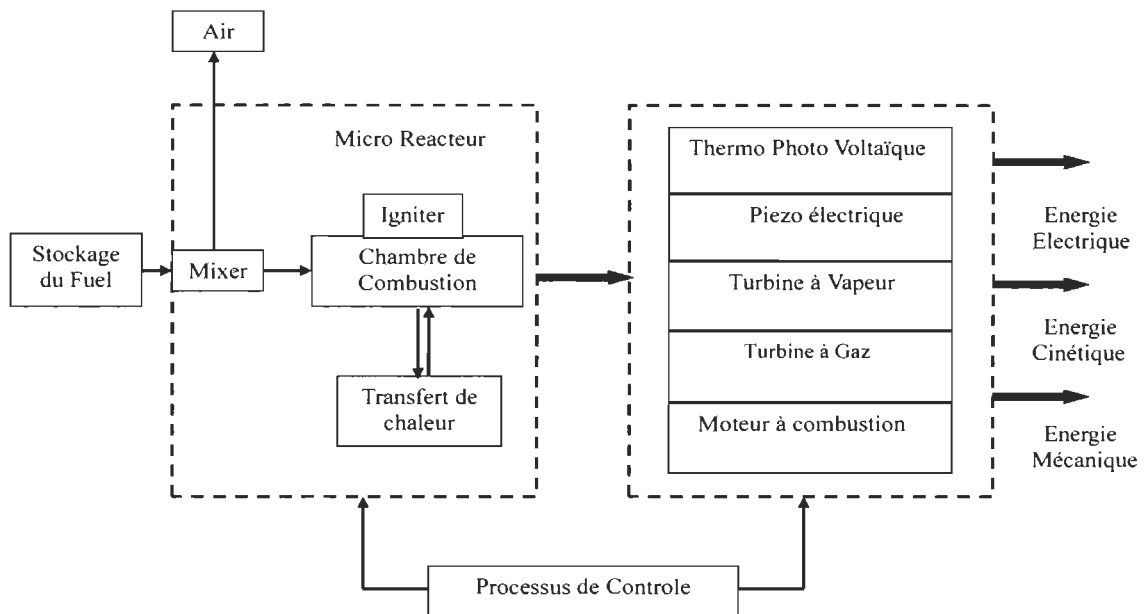 Air
Micro Reacteur
Igniter
Chambre de
Combustion
Stockage
du Fuel
Mixer
Transfert de
chaleur
Thermo Photo Voltaïque
Piezo électrique
Turbine à Vapeur
Turbine à Gaz
Moteur à combustion
Energie
Electrique
Energie
Cinétique
Energie
Mécanique
Processus de Controle